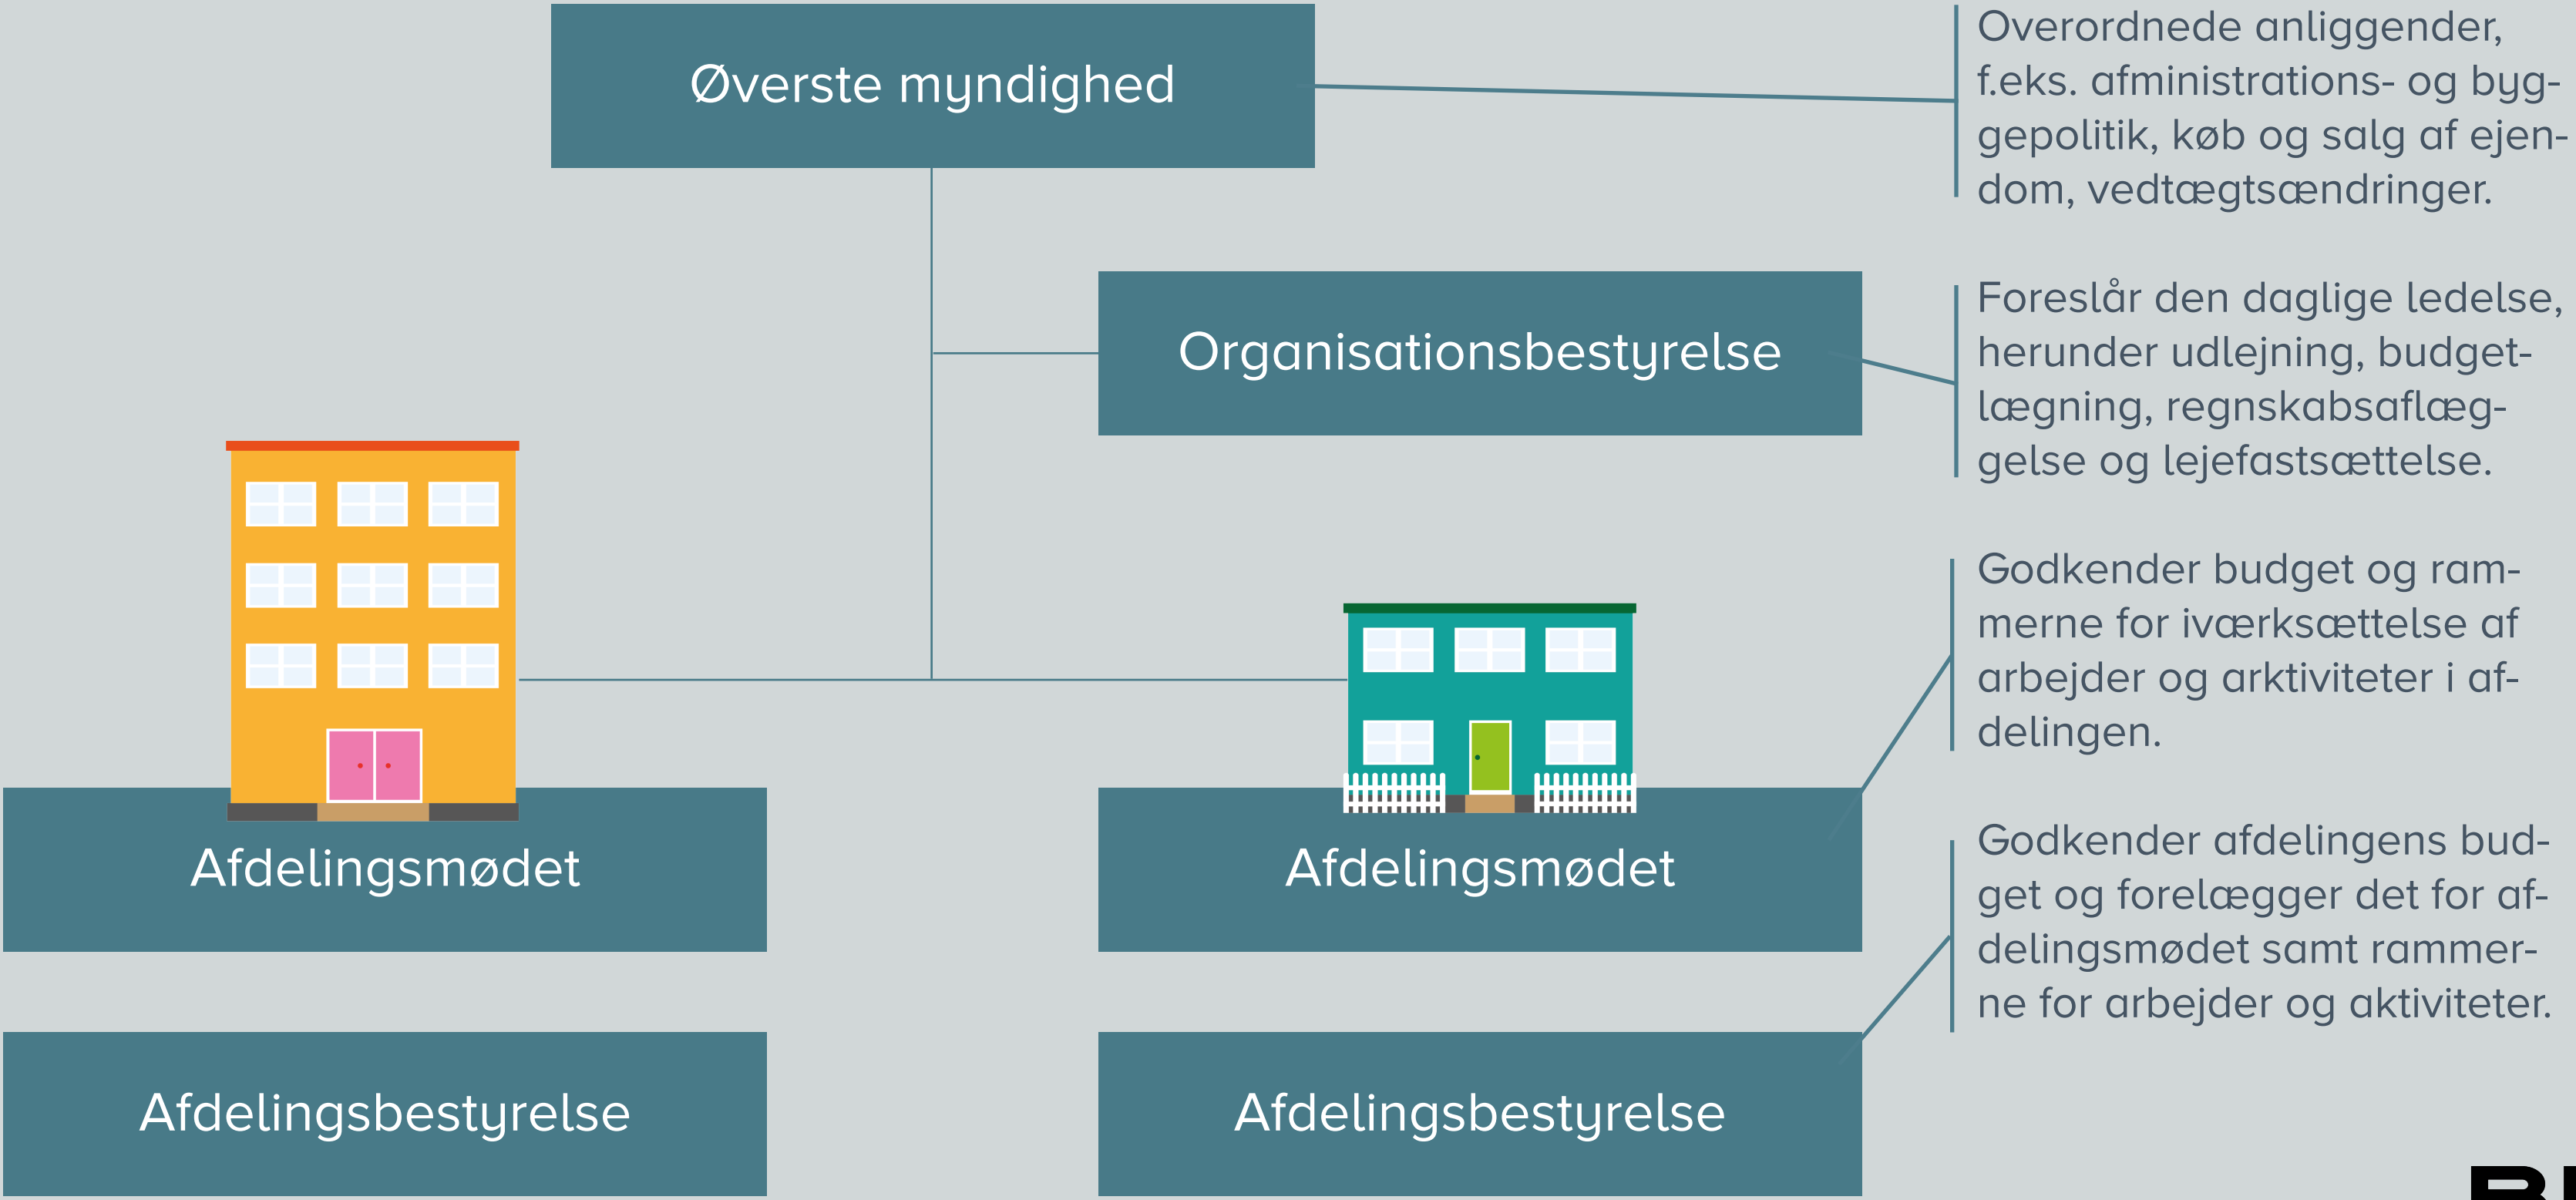 Øverste myndighed
Overordnede anliggender,
f.eks. afministrations- og byg-
gepolitik, køb og salg af ejen-
dom, vedtægtsændringer.
Organisationsbestyrelse
Foreslår den daglige ledelse,
herunder udlejning, budget-
lægning, regnskabsaflæg-
gelse og lejefastsættelse.
Godkender budget og ram-
merne for iværksættelse af
arbejder og arktiviteter i af-
delingen.
Afdelingsmødet
Afdelingsmødet
Godkender afdelingens bud-
get og forelægger det for af-
delingsmødet samt rammer-
ne for arbejder og aktiviteter.
Afdelingsbestyrelse
Afdelingsbestyrelse